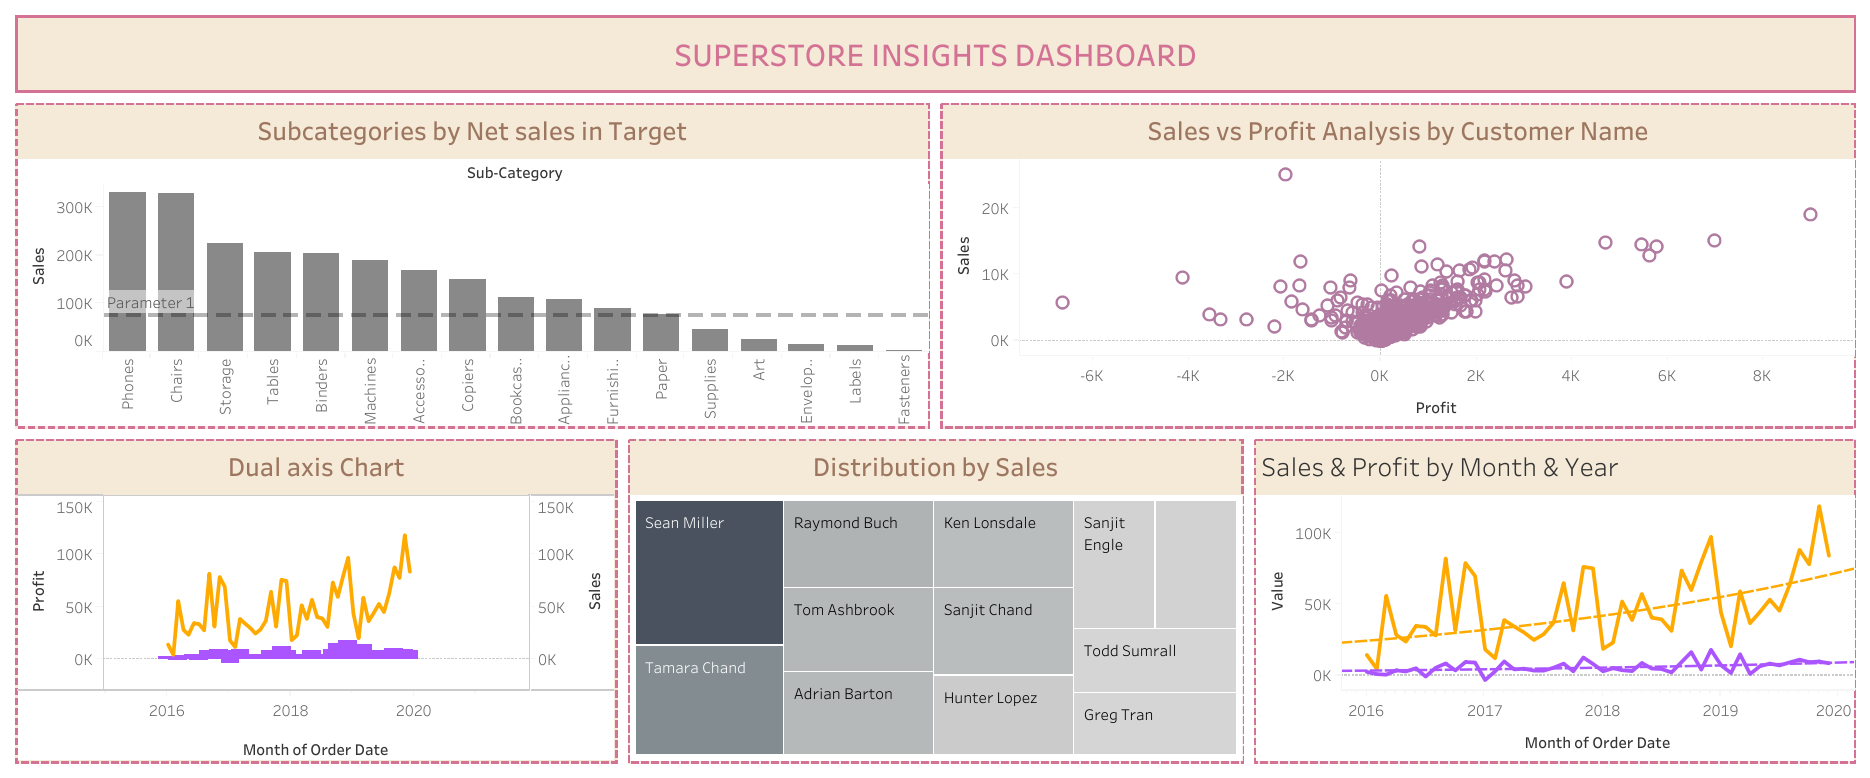 SUPERSTORE INSIGHTS DASHBOARD
Subcategories by Net sales in Target
Sub-Category
Sales
300K
200K
100K
0K
Parameter 1
Phones
Chairs
Storage
Tables
Binders
Machines
Accesso..
Copiers
Bookcas..
Applianc..
Furnishi..
Paper
Supplies
Art
Envelop..
Labels
Fasteners
Sales vs Profit Analysis by Customer Name
Sales
20K
10K
0K
-6K
-4K
-2K
0K
2K
4K
6K
8K
Profit
Dual axis Chart
Profit
150K
100K
50K
0K
150K
100K
50K
0K
Sales
2016
2018
2020
Month of Order Date
Distribution by Sales
Sean Miller
Tamara Chand
Raymond Buch
Tom Ashbrook
Adrian Barton
Ken Lonsdale
Sanjit Chand
Hunter Lopez
Sanjit
Engle
Todd Sumrall
Greg Tran
Sales & Profit by Month & Year
Value
100K
50K
0K
2016
2017
2018
2019
2020
Month of Order Date